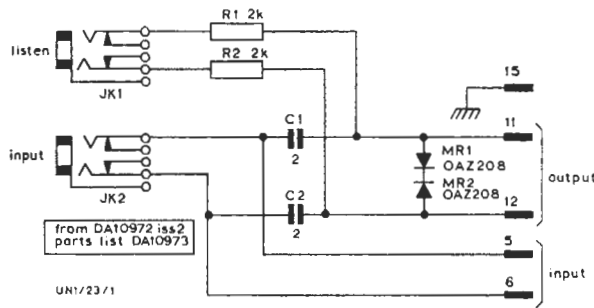 R1 2k
listen
R2 2k
JK1
15
C1
11
input
2
MR1
OAZ208
MR2
OAZ208
output
JK2
C2
12
2
from DA10972 iss2
parts list DA10973
5
input
6
UN1/23/1